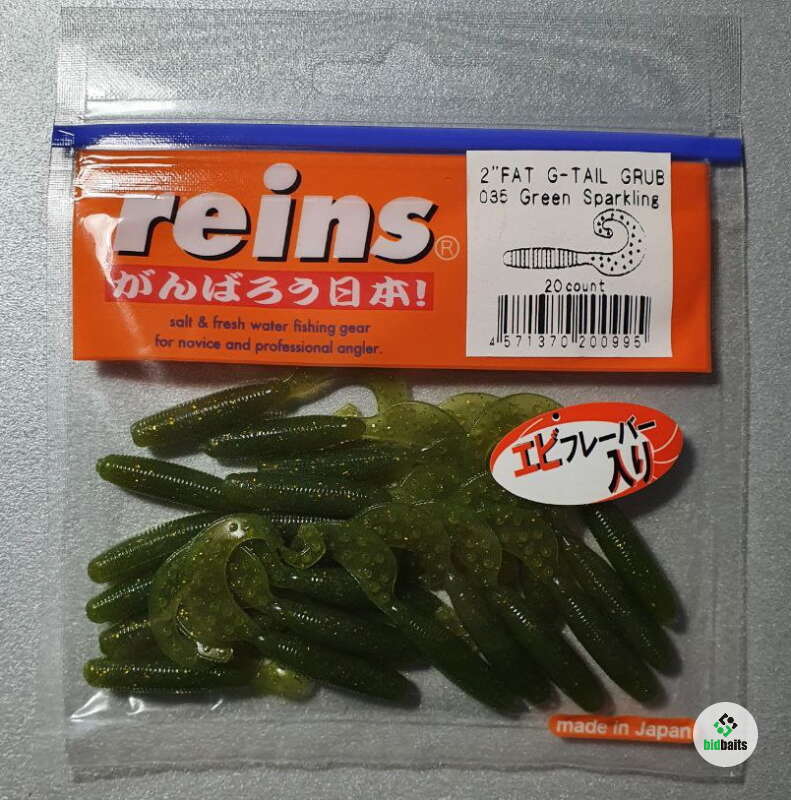 reins®
がんばろう日本!
salt & fresh water fishing gear
for novice and professional angler.
2"FAT G-TAIL GRUB
035 Green Sparkling
20 count
4 571370 200995
エビフレーバー
入り
made in Japan
bidbaits